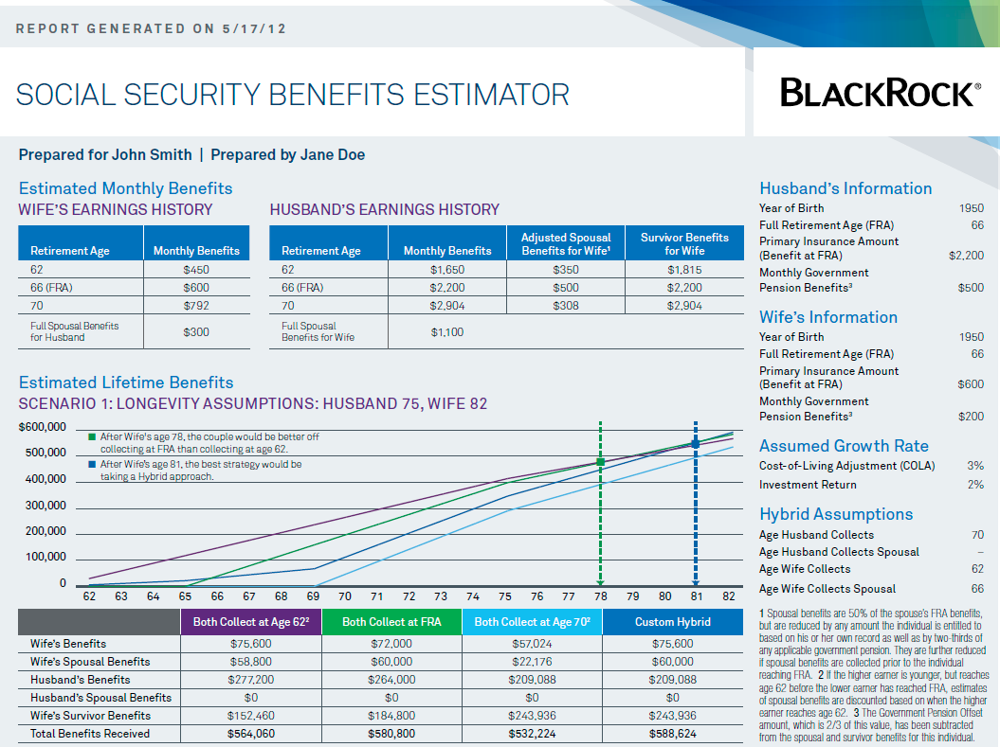 REPORT GENERATED ON 5/17/12
SOCIAL SECURITY BENEFITS ESTIMATOR
BLACKROCK®
Prepared for John Smith | Prepared by Jane Doe
Estimated Monthly Benefits
WIFE'S EARNINGS HISTORY
Retirement Age Monthly Benefits
62 $450
66 (FRA) $600
70 $792
Full Spousal Benefits
for Husband
$300
HUSBAND'S EARNINGS HISTORY
Retirement Age Monthly Benefits Adjusted Spousal Benefits for Wife¹ Survivor Benefits for Wife
62 $1,650 $350 $1,815
66 (FRA) $2,200 $500 $2,200
70 $2,904 $308 $2,904
Full Spousal
Benefits for Wife
$1,100
Estimated Lifetime Benefits
SCENARIO 1: LONGEVITY ASSUMPTIONS: HUSBAND 75, WIFE 82
$600,000
500,000
400,000
300,000
200,000
100,000
0
After Wife's age 78, the couple would be better off
collecting at FRA than collecting at age 62.
After Wife's age 81, the best strategy would be
taking a Hybrid approach.
62 63 64 65 66 67 68 69 70 71 72 73 74 75 76 77 78 79 80 81 82
Both Collect at Age 62² Both Collect at FRA Both Collect at Age 70² Custom Hybrid
Wife's Benefits $75,600 $72,000 $57,024 $75,600
Wife's Spousal Benefits $58,800 $60,000 $22,176 $60,000
Husband's Benefits $277,200 $264,000 $209,088 $209,088
Husband's Spousal Benefits $0 $0 $0 $0
Wife's Survivor Benefits $152,460 $184,800 $243,936 $243,936
Total Benefits Received $564,060 $580,800 $532,224 $588,624
Husband's Information
Year of Birth 1950
Full Retirement Age (FRA) 66
Primary Insurance Amount
(Benefit at FRA) $2,200
Monthly Government
Pension Benefits³ $500
Wife's Information
Year of Birth 1950
Full Retirement Age (FRA) 66
Primary Insurance Amount
(Benefit at FRA) $600
Monthly Government
Pension Benefits³ $200
Assumed Growth Rate
Cost-of-Living Adjustment (COLA) 3%
Investment Return 2%
Hybrid Assumptions
Age Husband Collects 70
Age Husband Collects Spousal –
Age Wife Collects 62
Age Wife Collects Spousal 66
1 Spousal benefits are 50% of the spouse's FRA benefits,
but are reduced by any amount the individual is entitled to
based on his or her own record as well as by two-thirds of
any applicable government pension. They are further reduced
if spousal benefits are collected prior to the individual
reaching FRA. 2 If the higher earner is younger, but reaches
age 62 before the lower earner has reached FRA, estimates
of spousal benefits are discounted based on when the higher
earner reaches age 62. 3 The Government Pension Offset
amount, which is 2/3 of this value, has been subtracted
from the spousal and survivor benefits for this individual.